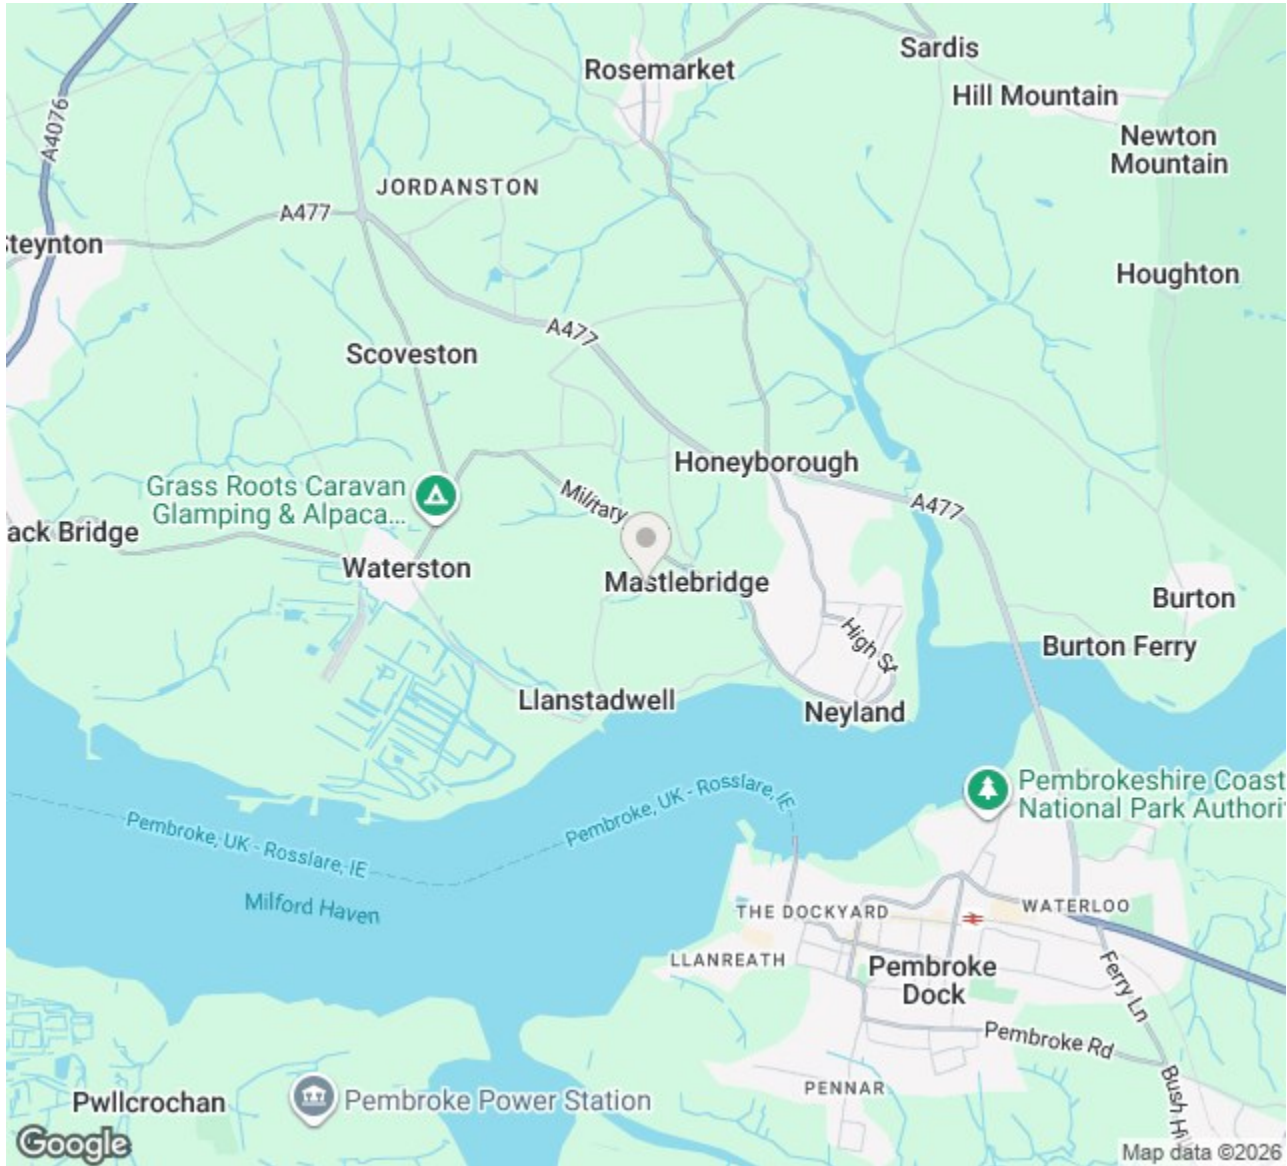 Sardis
Rosemarket
Hill Mountain
A4076
Newton
Mountain
JORDANSTON
A477
Steynton
Houghton
A477
Scoveston
Honeyborough
Grass Roots Caravan
Glamping & Alpaca...
Military
A477
ack Bridge
Waterston
Mastlebridge
Burton
High St
Burton Ferry
Llanstadwell
Neyland
Pembrokeshire Coast
National Park Authori
Pembroke, UK - Rosslare, IE
Pembroke, UK - Rosslare, IE
Milford Haven
THE DOCKYARD
WATERLOO
LLANREATH
Pembroke
Dock
Ferry Ln
Pembroke Rd
PENNAR
Bush Hi
Pwllcrochan
Pembroke Power Station
Google
Map data ©2026